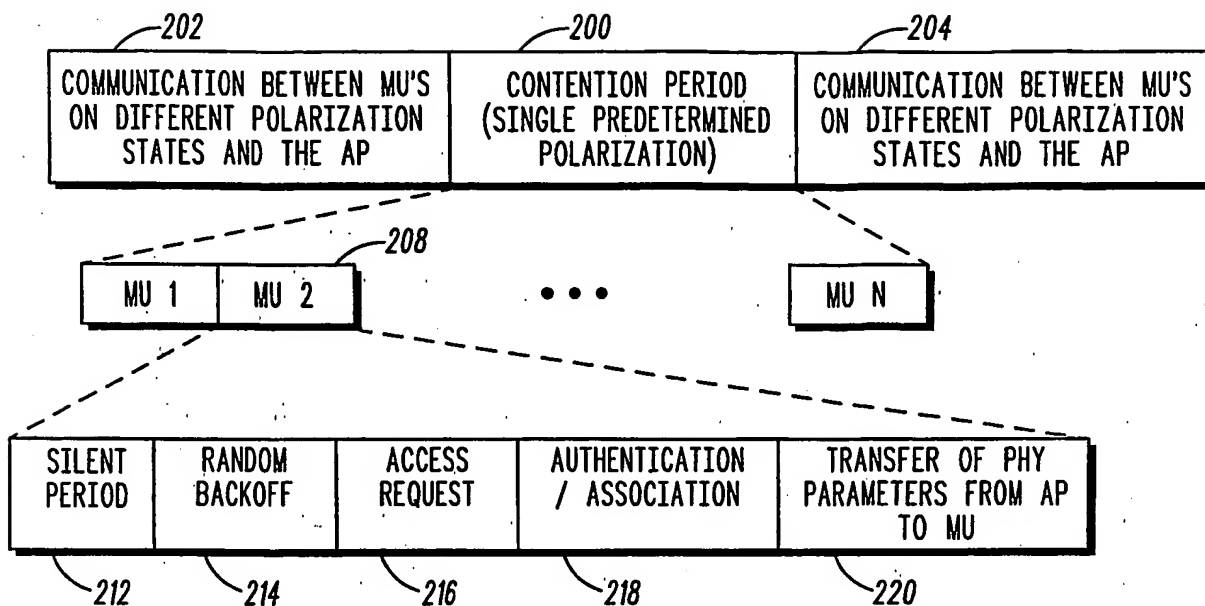 202
200
204
COMMUNICATION BETWEEN MU'S
ON DIFFERENT POLARIZATION
STATES AND THE AP
CONTENTION PERIOD
(SINGLE PREDETERMINED
POLARIZATION)
COMMUNICATION BETWEEN MU'S
ON DIFFERENT POLARIZATION
STATES AND THE AP
208
MU 1
MU 2
MU N
SILENT
PERIOD
RANDOM
BACKOFF
ACCESS
REQUEST
AUTHENTICATION
/ ASSOCIATION
TRANSFER OF PHY
PARAMETERS FROM AP
TO MU
212
214
216
218
220